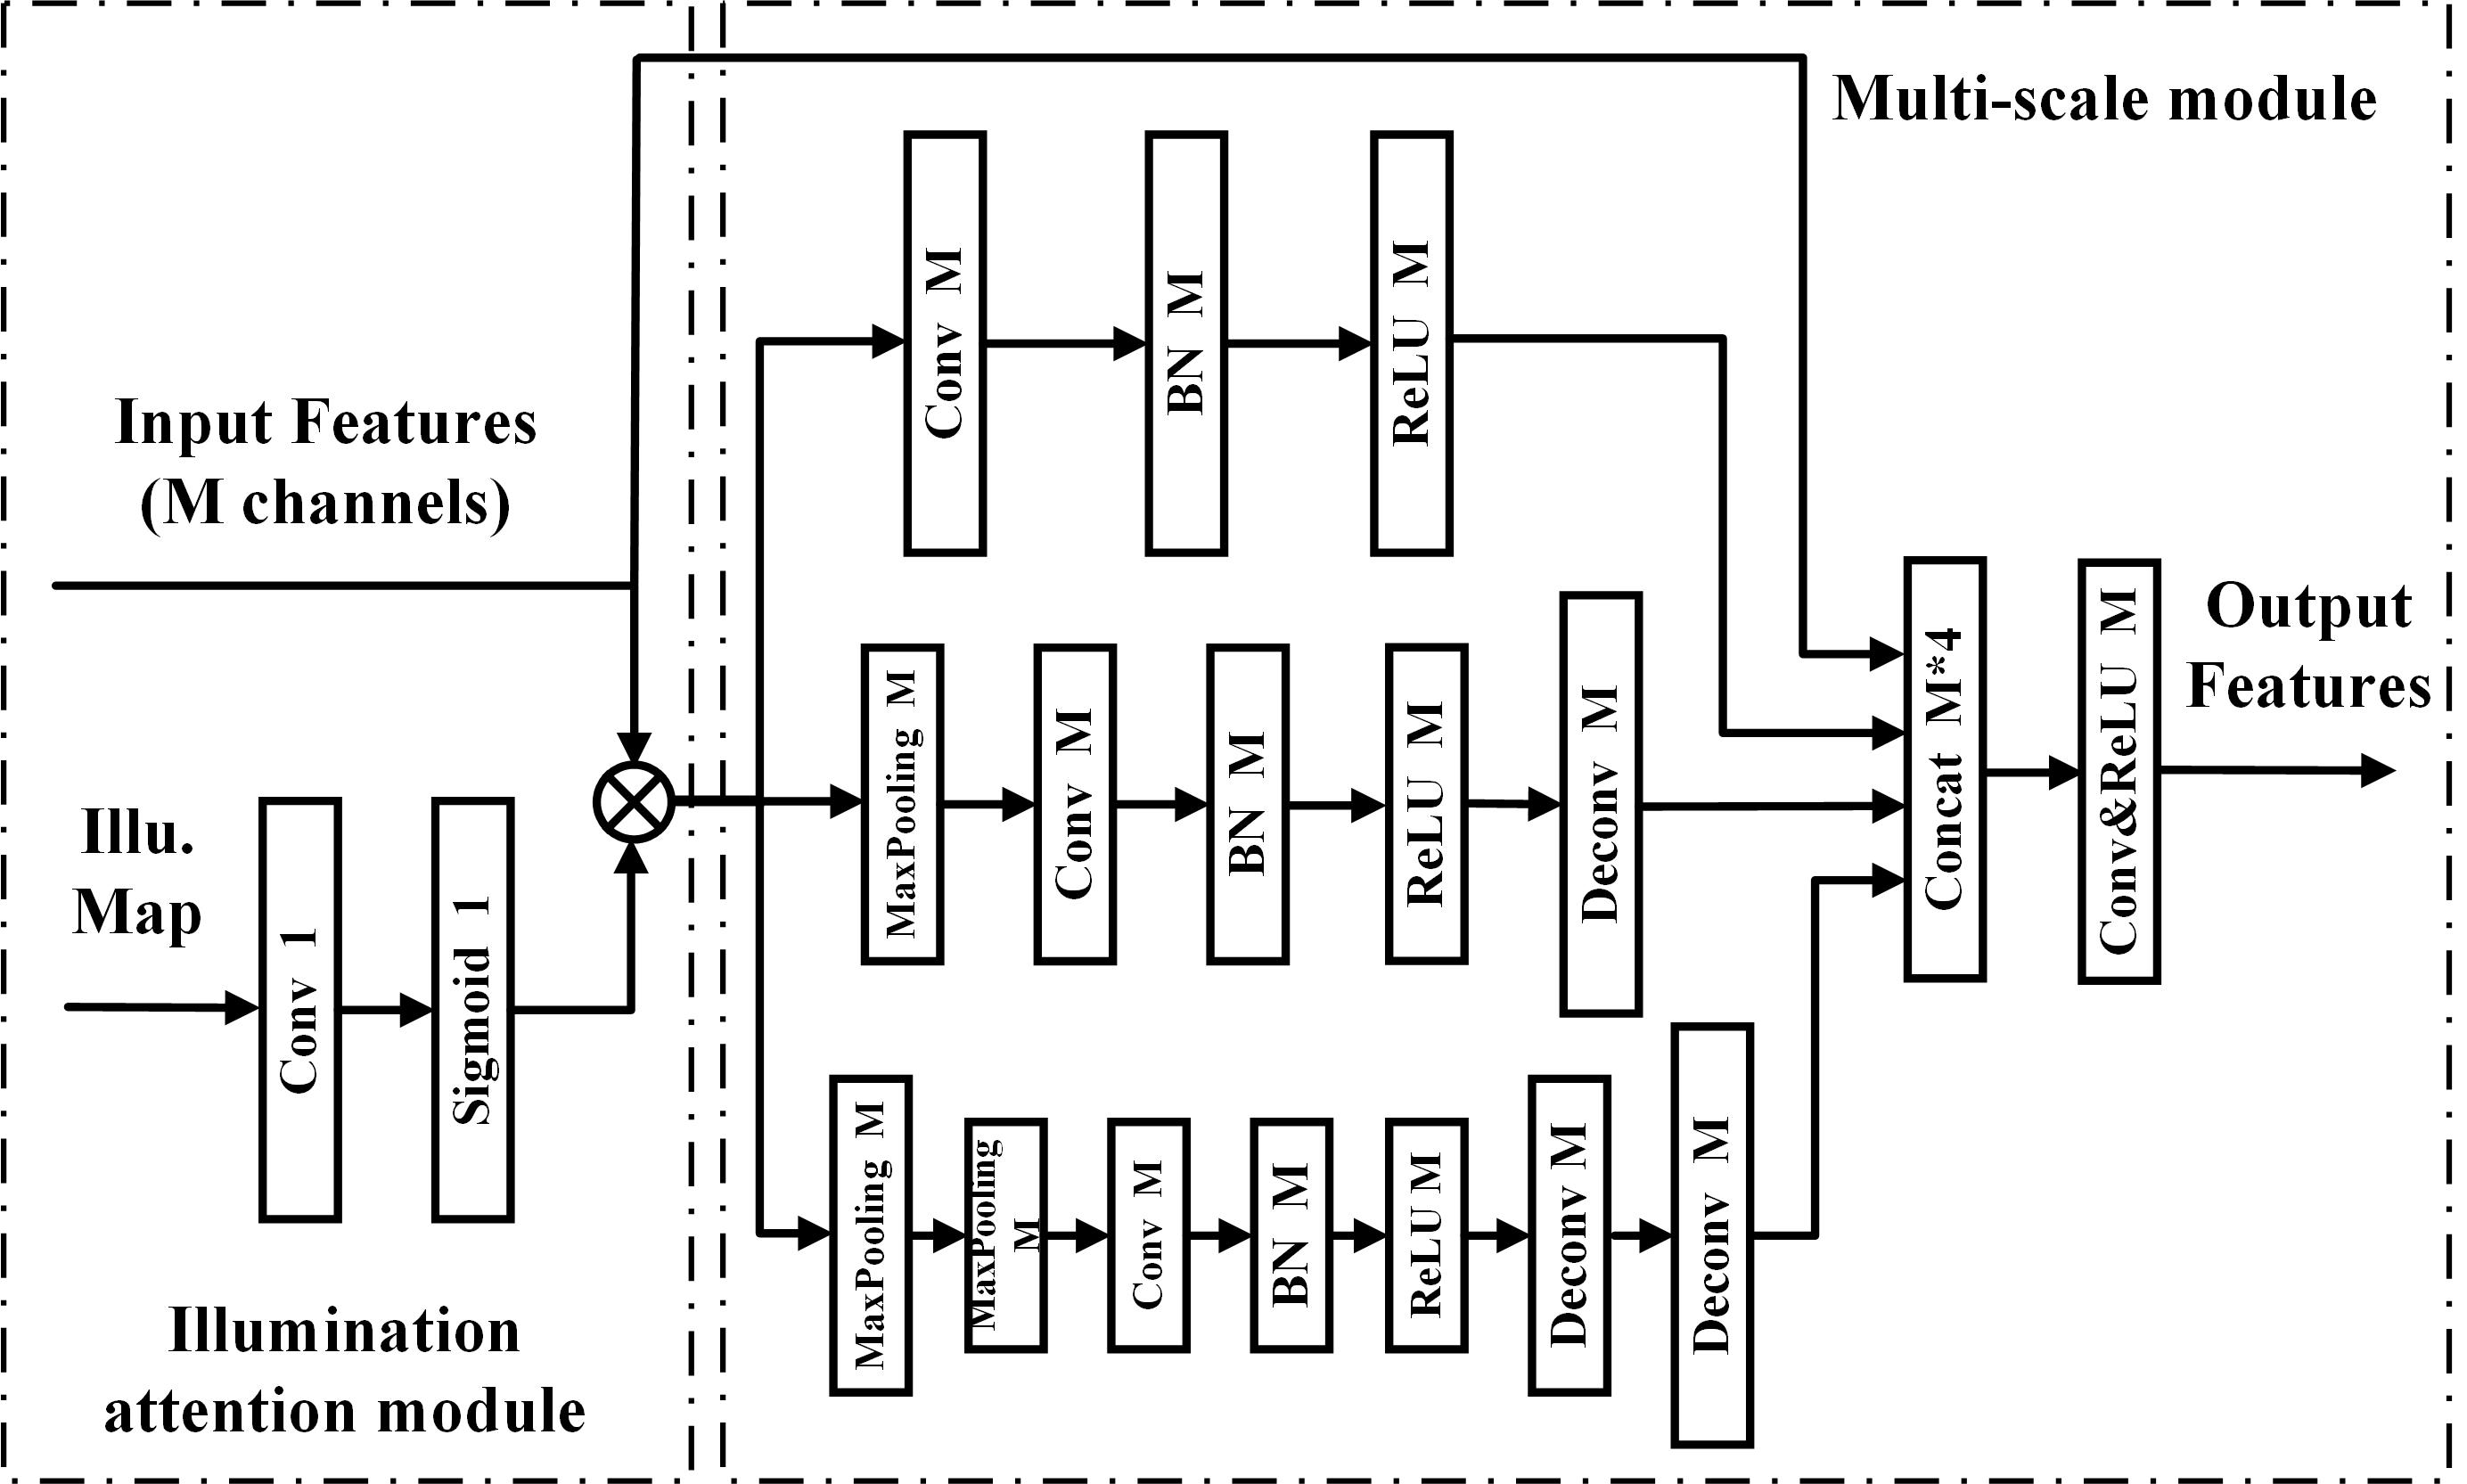 Multi-scale module
Input Features
(M channels)
Illu.
Map
Conv 1
Sigmoid 1
Illumination
attention module
Conv M
BN M
ReLU M
MaxPooling M
Conv M
BN M
ReLU M
Deconv M
MaxPooling M
MaxPooling
M
Conv M
BN M
ReLU M
Deconv M
Deconv M
Concat M*4
Conv&ReLU M
Output
Features